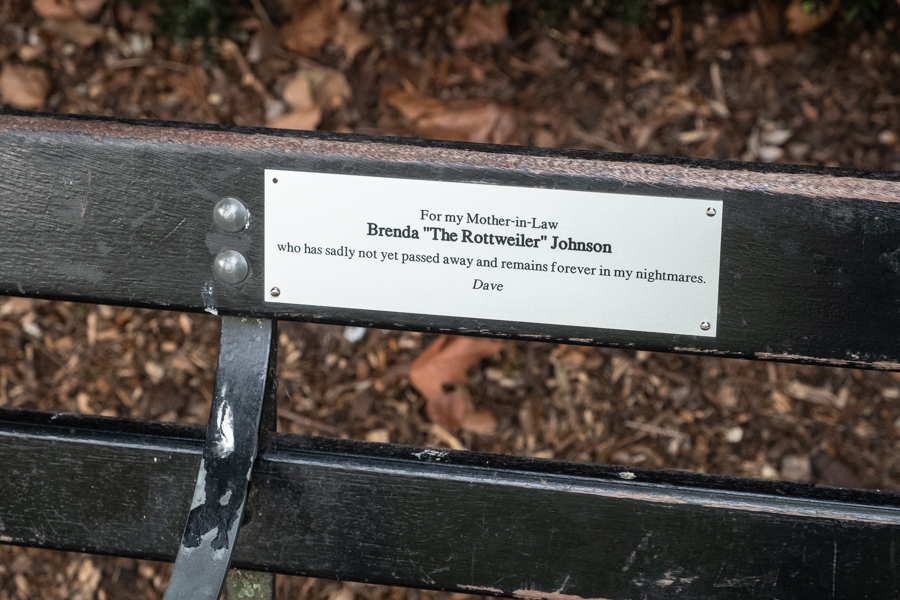 For my Mother-in-Law
Brenda "The Rottweiler" Johnson
who has sadly not yet passed away and remains forever in my nightmares.
Dave